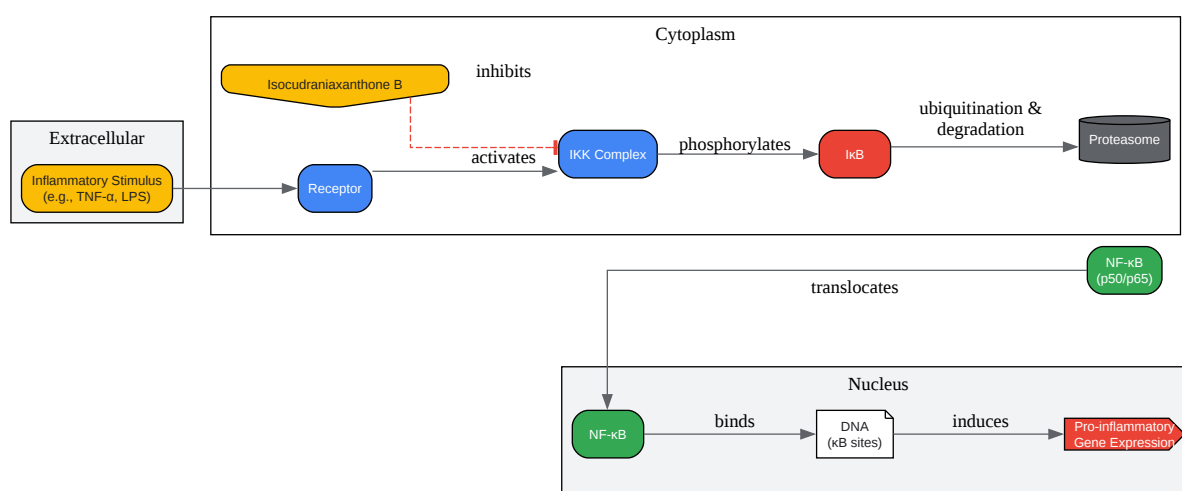 Cytoplasm
Isocudraniaxanthone B
inhibits
Extracellular
Inflammatory Stimulus
(e.g., TNF-α, LPS)
Receptor
activates
IKK Complex
phosphorylates
IκB
ubiquitination &
degradation
Proteasome
NF-κB
(p50/p65)
translocates
Nucleus
NF-κB
binds
DNA
(κB sites)
induces
Pro-inflammatory
Gene Expression